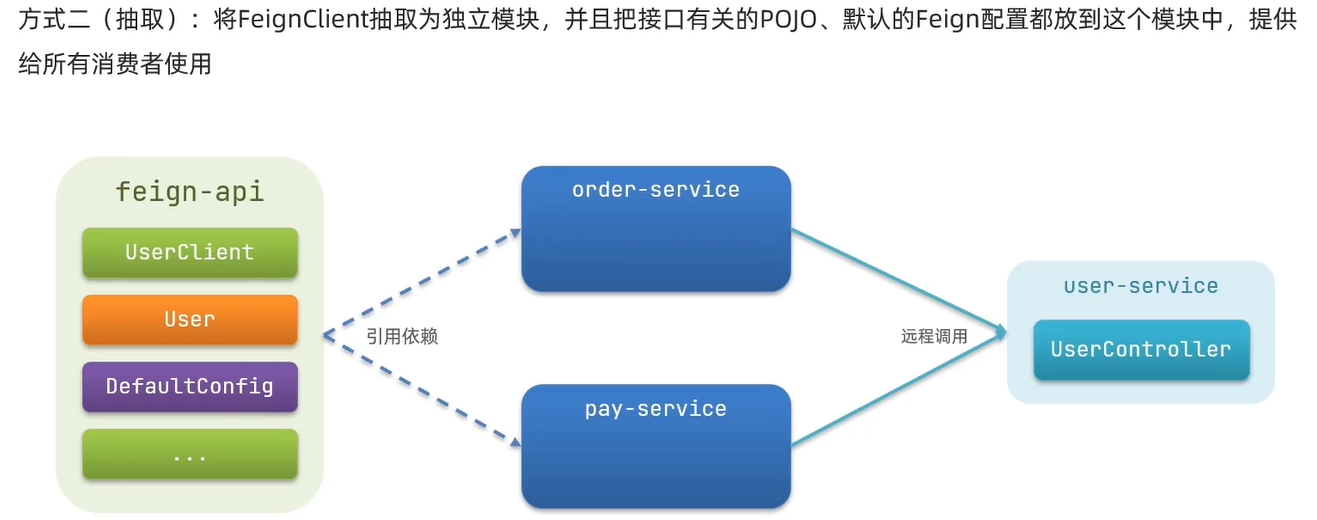 方式二（抽取）：将FeignClient抽取为独立模块，并且把接口有关的POJO、默认的Feign配置都放到这个模块中，提供
给所有消费者使用
feign-api
UserClient
User
DefaultConfig
...
引用依赖
order-service
pay-service
远程调用
user-service
UserController